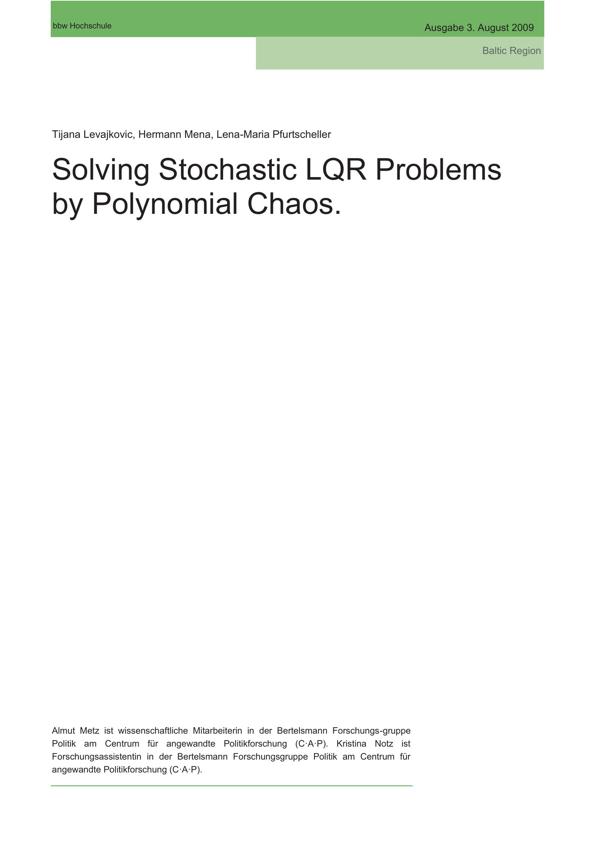 bbw Hochschule
Ausgabe 3. August 2009
Baltic Region
Tijana Levajkovic, Hermann Mena, Lena-Maria Pfurtscheller
Solving Stochastic LQR Problems
by Polynomial Chaos.
Almut Metz ist wissenschaftliche Mitarbeiterin in der Bertelsmann Forschungs-gruppe
Politik am Centrum für angewandte Politikforschung (C·A·P). Kristina Notz ist
Forschungsassistentin in der Bertelsmann Forschungsgruppe Politik am Centrum für
angewandte Politikforschung (C·A·P).